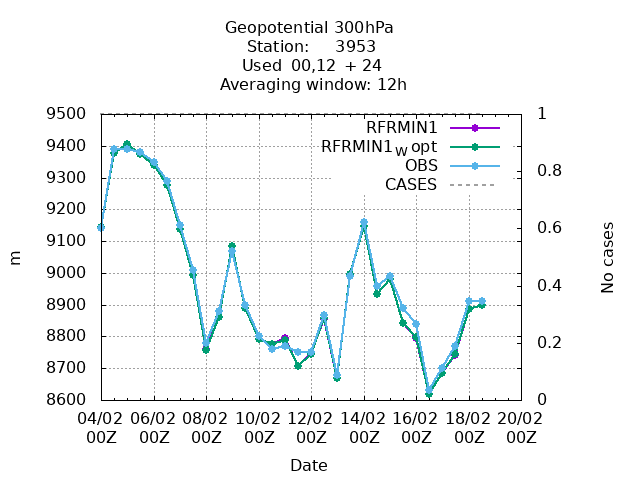 Geopotential 300hPa
Station: 3953
Used 00,12 + 24
Averaging window: 12h
RFRMIN1
RFRMIN1W opt
OBS
CASES
9500
9400
9300
9200
9100
9000
8900
8800
8700
8600
1
0.8
0.6
0.4
0.2
0
m
No cases
04/02 06/02 08/02 10/02 12/02 14/02 16/02 18/02 20/02
00Z 00Z 00Z 00Z 00Z 00Z 00Z 00Z 00Z
Date